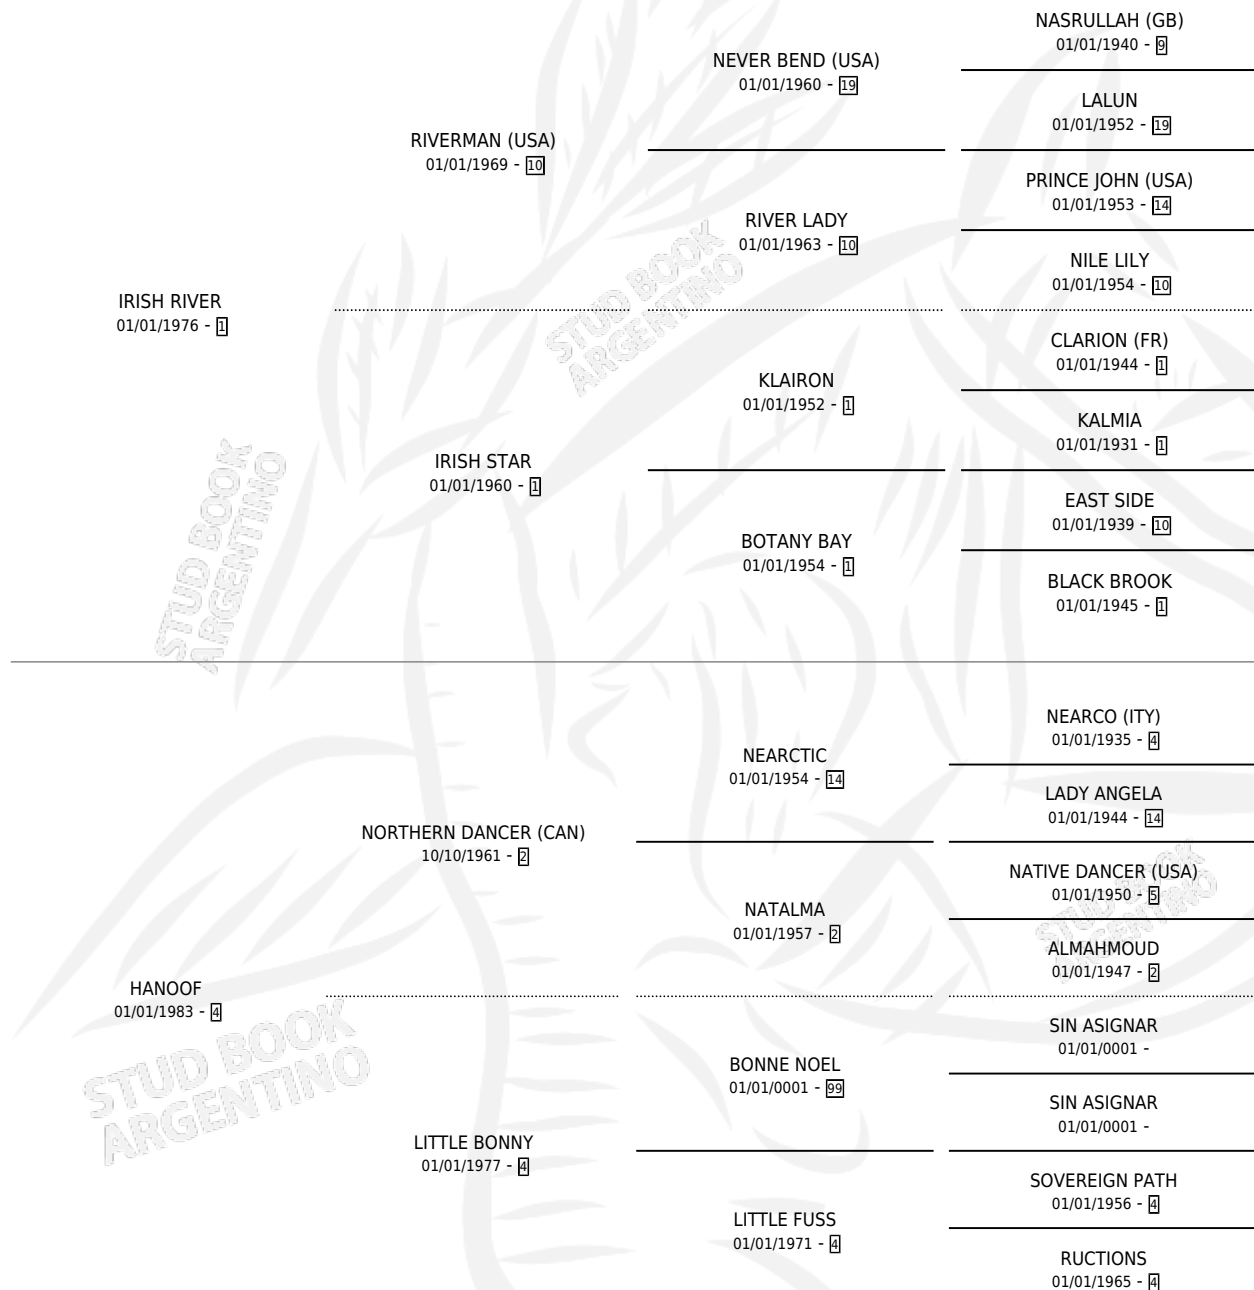 NASRULLAH (GB)
01/01/1940 - 9
NEVER BEND (USA)
01/01/1960 - 19
LALUN
01/01/1952 - 19
RIVERMAN (USA)
01/01/1969 - 10
PRINCE JOHN (USA)
01/01/1953 - 14
RIVER LADY
01/01/1963 - 10
NILE LILY
01/01/1954 - 10
IRISH RIVER
01/01/1976 - 1
CLARION (FR)
01/01/1944 - 1
KLAIRON
01/01/1952 - 1
KALMIA
01/01/1931 - 1
IRISH STAR
01/01/1960 - 1
EAST SIDE
01/01/1939 - 10
BOTANY BAY
01/01/1954 - 1
BLACK BROOK
01/01/1945 - 1
STUD BOOK
ARGENTINO
STUD BOOK
ARGENTINO
NEARCO (ITY)
01/01/1935 - 4
NEARCTIC
01/01/1954 - 14
LADY ANGELA
01/01/1944 - 14
NORTHERN DANCER (CAN)
10/10/1961 - 2
NATIVE DANCER (USA)
01/01/1950 - 5
NATALMA
01/01/1957 - 2
ALMAHMOUD
01/01/1947 - 2
HANOOF
01/01/1983 - 4
SIN ASIGNAR
01/01/0001 -
BONNE NOEL
01/01/0001 - 99
SIN ASIGNAR
01/01/0001 -
LITTLE BONNY
01/01/1977 - 4
SOVEREIGN PATH
01/01/1956 - 4
LITTLE FUSS
01/01/1971 - 4
RUCTIONS
01/01/1965 - 4
STUD BOOK
ARGENTINO
STUD BOOK
ARGENTINO